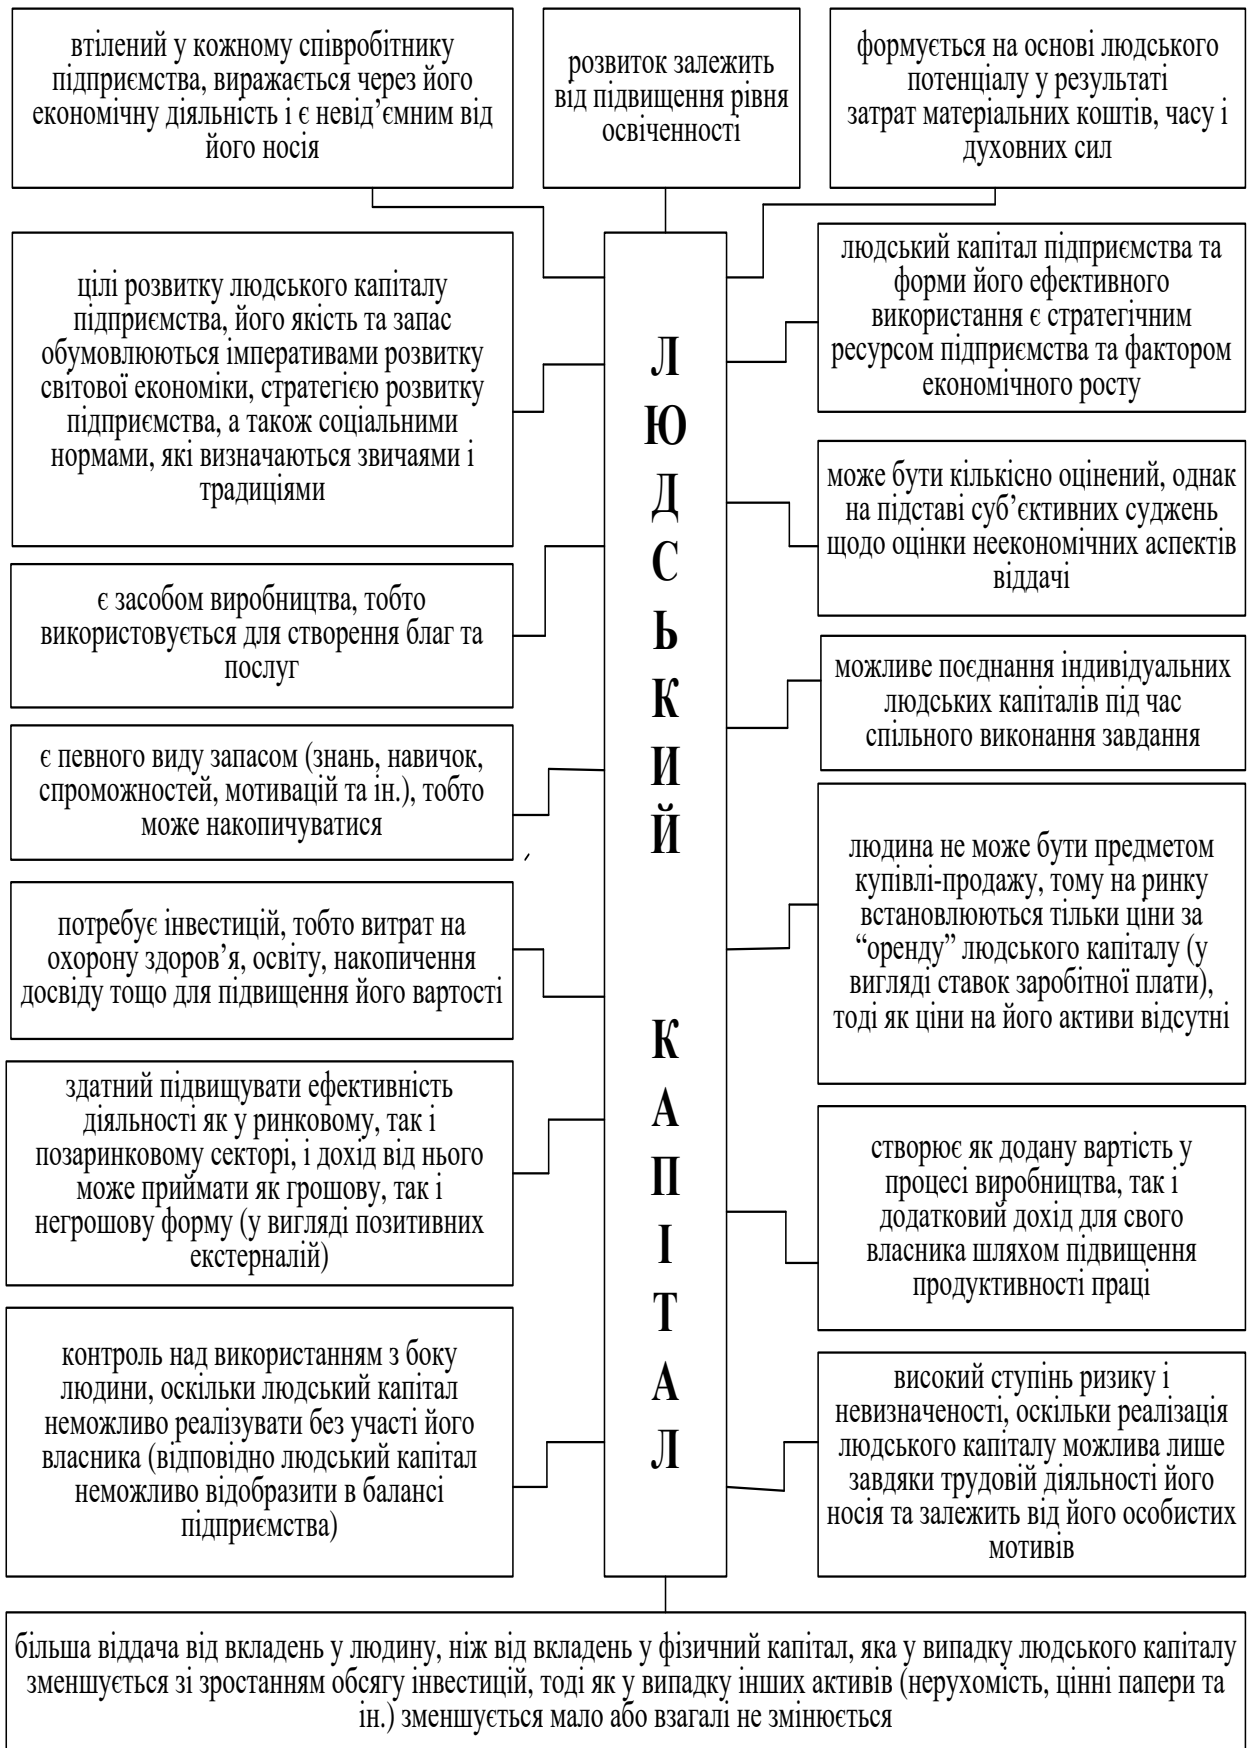 втілений у кожному співробітнику
підприємства, виражається через його
економічну діяльність і є невід’ємним від
його носія
розвиток залежить
від підвищення рівня
освіченності
формується на основі людського
потенціалу у результаті
затрат матеріальних коштів, часу і
духовних сил
цілі розвитку людського капіталу
підприємства, його якість та запас
обумовлюються імперативами розвитку
світової економіки, стратегією розвитку
підприємства, а також соціальними
нормами, які визначаються звичаями і
традиціями
є засобом виробництва, тобто
використовується для створення благ та
послуг
є певного виду запасом (знань, навичок,
спроможностей, мотивацій та ін.), тобто
може накопичуватися
потребує інвестицій, тобто витрат на
охорону здоров’я, освіту, накопичення
досвіду тощо для підвищення його вартості
здатний підвищувати ефективність
діяльності як у ринковому, так і
позаринковому секторі, і дохід від нього
може приймати як грошову, так і
негрошову форму (у вигляді позитивних
екстерналій)
контроль над використанням з боку
людини, оскільки людський капітал
неможливо реалізувати без участі його
власника (відповідно людський капітал
неможливо відобразити в балансі
підприємства)
Л
Ю
Д
С
Ь
К
И
Й
К
А
П
І
Т
А
Л
людський капітал підприємства та
форми його ефективного
використання є стратегічним
ресурсом підприємства та фактором
економічного росту
може бути кількісно оцінений, однак
на підставі суб’єктивних суджень
щодо оцінки неекономічних аспектів
віддачі
можливе поєднання індивідуальних
людських капіталів під час
спільного виконання завдання
людина не може бути предметом
купівлі-продажу, тому на ринку
встановлюються тільки ціни за
“оренду” людського капіталу (у
вигляді ставок заробітної плати),
тоді як ціни на його активи відсутні
створює як додану вартість у
процесі виробництва, так і
додатковий дохід для свого
власника шляхом підвищення
продуктивності праці
високий ступінь ризику і
невизначеності, оскільки реалізація
людського капіталу можлива лише
завдяки трудовій діяльності його
носія та залежить від його особистих
мотивів
більша віддача від вкладень у людину, ніж від вкладень у фізичний капітал, яка у випадку людського капіталу
зменшується зі зростанням обсягу інвестицій, тоді як у випадку інших активів (нерухомість, цінні папери та
ін.) зменшується мало або взагалі не змінюється